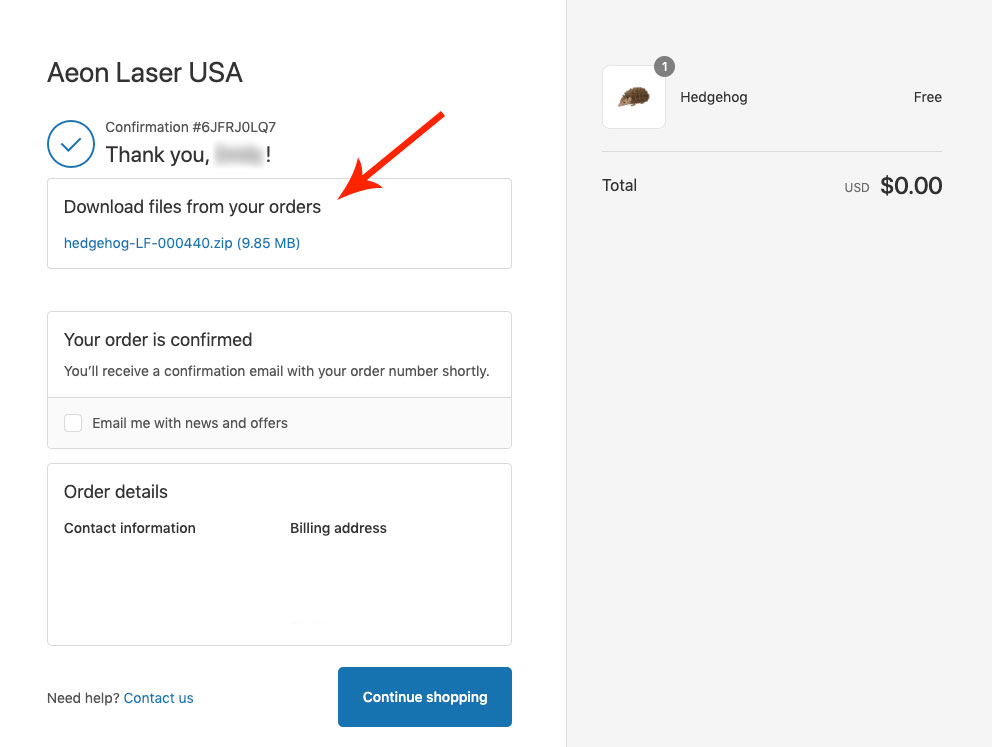 Aeon Laser USA
Confirmation #6JFRJ0LQ7
Thank you, !
Download files from your orders
hedgehog-LF-000440.zip (9.85 MB)
Your order is confirmed
You’ll receive a confirmation email with your order number shortly.
Email me with news and offers
Order details
Contact information Billing address
Need help? Contact us
Continue shopping
1
Hedgehog Free
Total USD $0.00